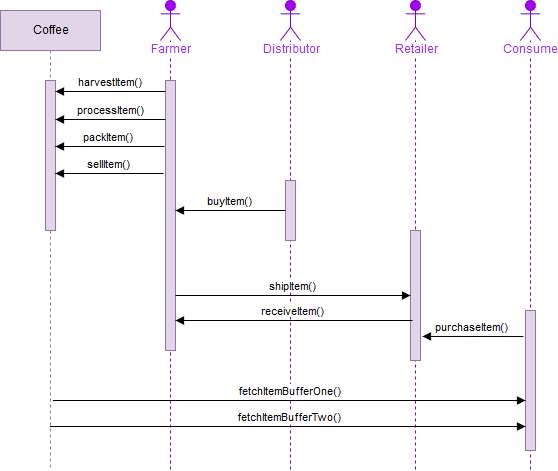 Coffee
Farmer
Distributor
Retailer
Consume
harvestItem()
processItem()
packItem()
sellItem()
buyItem()
shipItem()
receiveItem()
purchaseItem()
fetchItemBufferOne()
fetchItemBufferTwo()